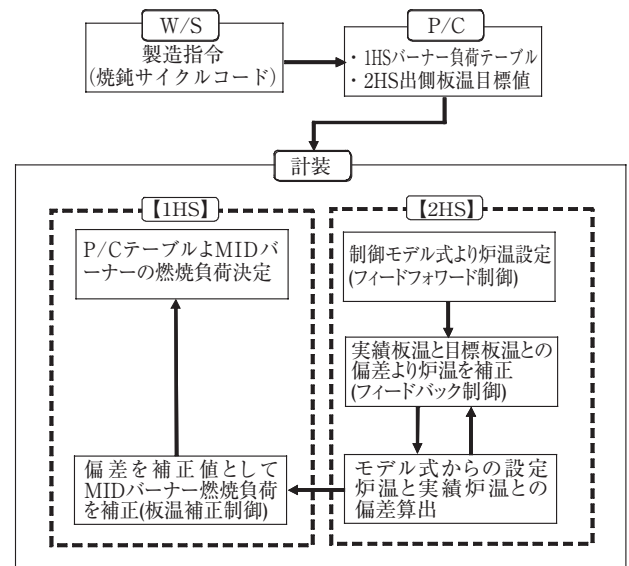 W/S
製造指令
(焼鈍サイクルコード)
P/C
・1HSバーナー負荷テーブル
・2HS出側板温目標値
計装
【1HS】
P/CテーブルよMIDバ
ーナーの燃焼負荷決定
偏差を補正値として
MIDバーナー燃焼負荷
を補正(板温補正制御)
【2HS】
制御モデル式より炉温設定
(フィードフォワード制御)
実績板温と目標板温との
偏差より炉温を補正
(フィードバック制御)
モデル式からの設定
炉温と実績炉温との
偏差算出